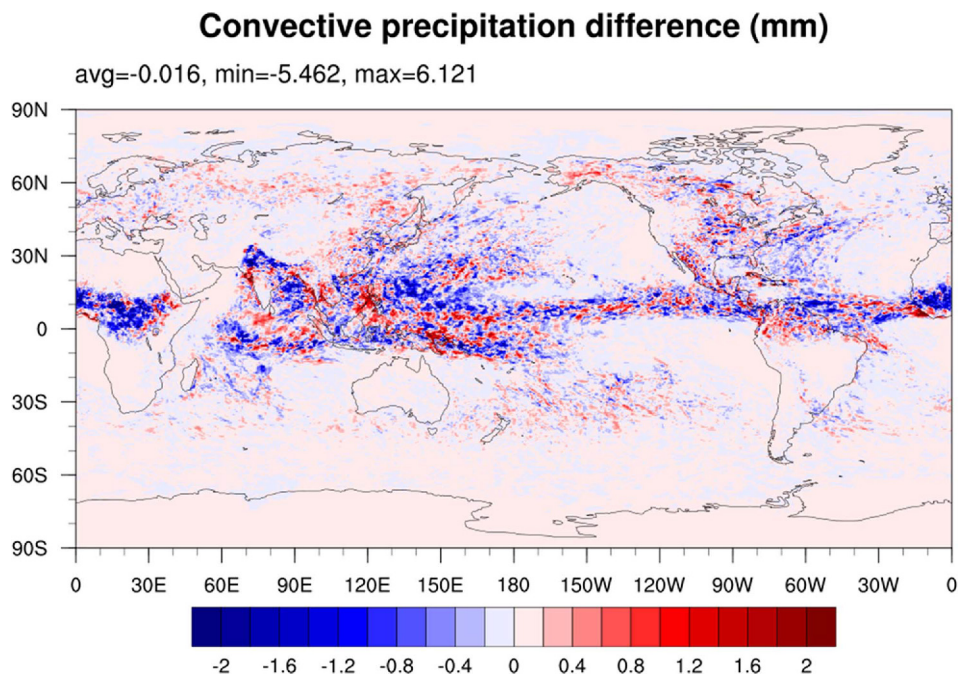 Convective precipitation difference (mm)
avg=-0.016, min=-5.462, max=6.121
90N
60N
30N
0
30S
60S
90S
0 30E 60E 90E 120E 150E 180 150W 120W 90W 60W 30W 0
-2 -1.6 -1.2 -0.8 -0.4 0 0.4 0.8 1.2 1.6 2